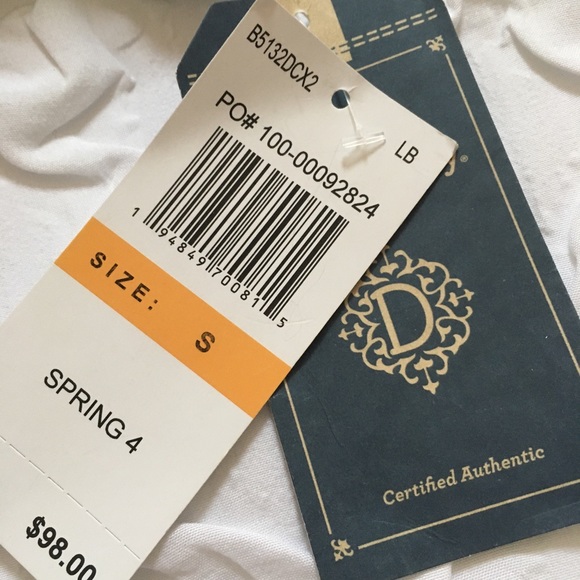 B5132DCX2
LB
PO# 100-00092824
1 94849 70081 5
SIZE: S
SPRING 4
$98.00
D
Certified Authentic